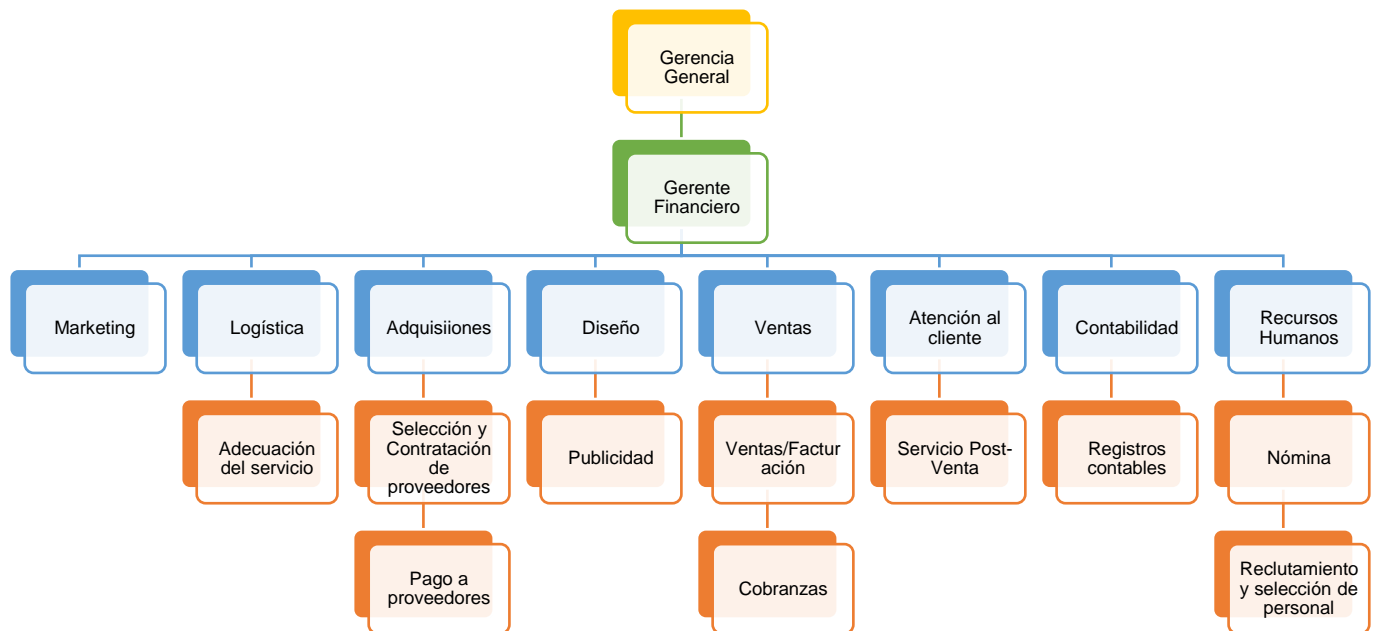 Gerencia
General
Gerente
Financiero
Marketing
Logística
Adquisiiones
Diseño
Ventas
Atención al
cliente
Contabilidad
Recursos
Humanos
Adecuación
del servicio
Selección y
Contratación
de
proveedores
Publicidad
Ventas/Factur
ación
Servicio Post-
Venta
Registros
contables
Nómina
Pago a
proveedores
Cobranzas
Reclutamiento
y selección de
personal